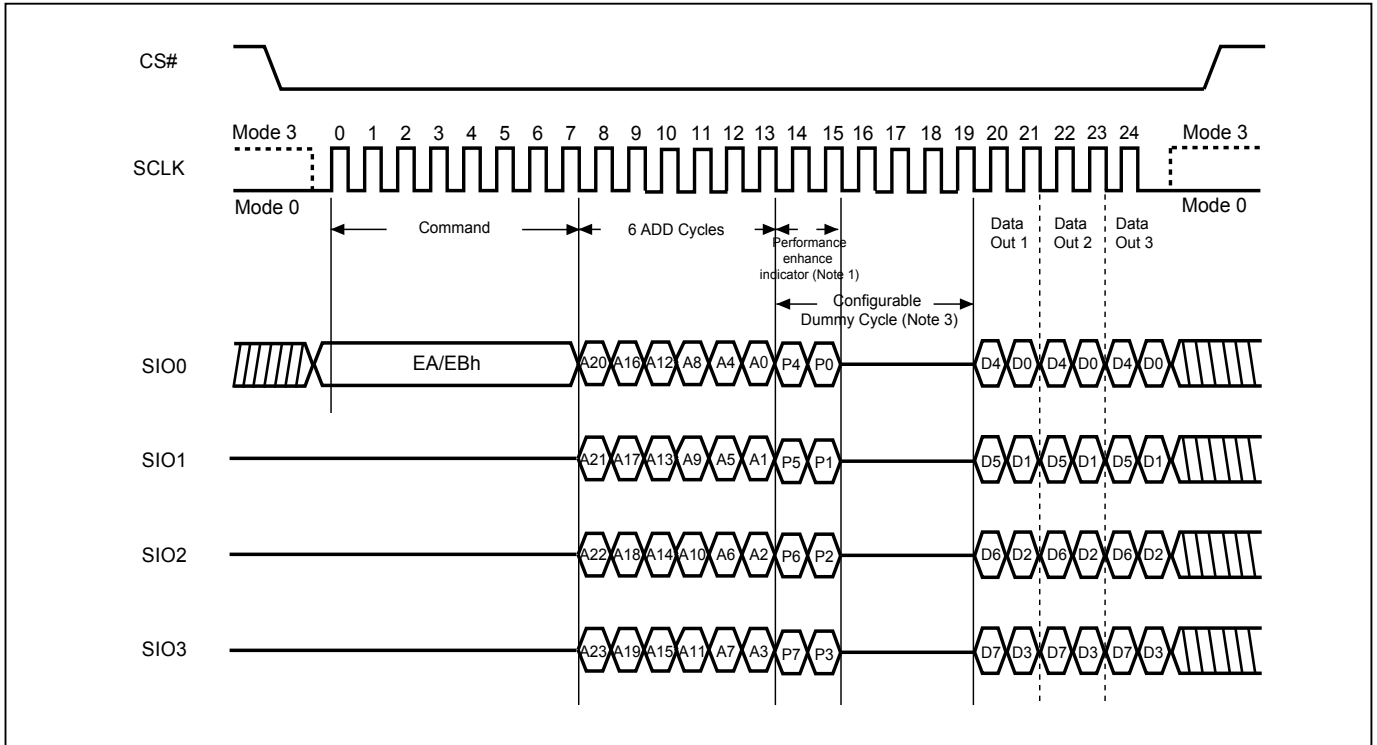 CS#
Mode 3 0 1 2 3 4 5 6 7 8 9 10 11 12 13 14 15 16 17 18 19 20 21 22 23 24 Mode 3
SCLK
Mode 0 Mode 0
Command 6 ADD Cycles Performance enhance indicator (Note 1) Data Out 1 Data Out 2 Data Out 3
Configurable
Dummy Cycle (Note 3)
SIO0 EA/EBh A20 A16 A12 A8 A4 A0 P4 P0 D4 D0 D4 D0 D4 D0
SIO1 A21 A17 A13 A9 A5 A1 P5 P1 D5 D1 D5 D1 D5 D1
SIO2 A22 A18 A14 A10 A6 A2 P6 P2 D6 D2 D6 D2 D6 D2
SIO3 A23 A19 A15 A11 A7 A3 P7 P3 D7 D3 D7 D3 D7 D3